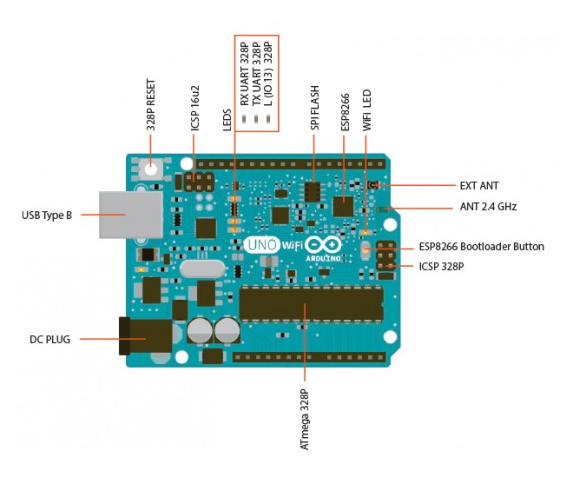 RX UART 328P
TX UART 328P
L (IO 13) 328P
328P RESET
ICSP 16u2
LEDS
SPI FLASH
ESP8266
WIFI LED
EXT ANT
ANT 2.4 GHz
USB Type B
ESP8266 Bootloader Button
ICSP 328P
UNO WiFi
ARDUINO
DC PLUG
ATmega 328P